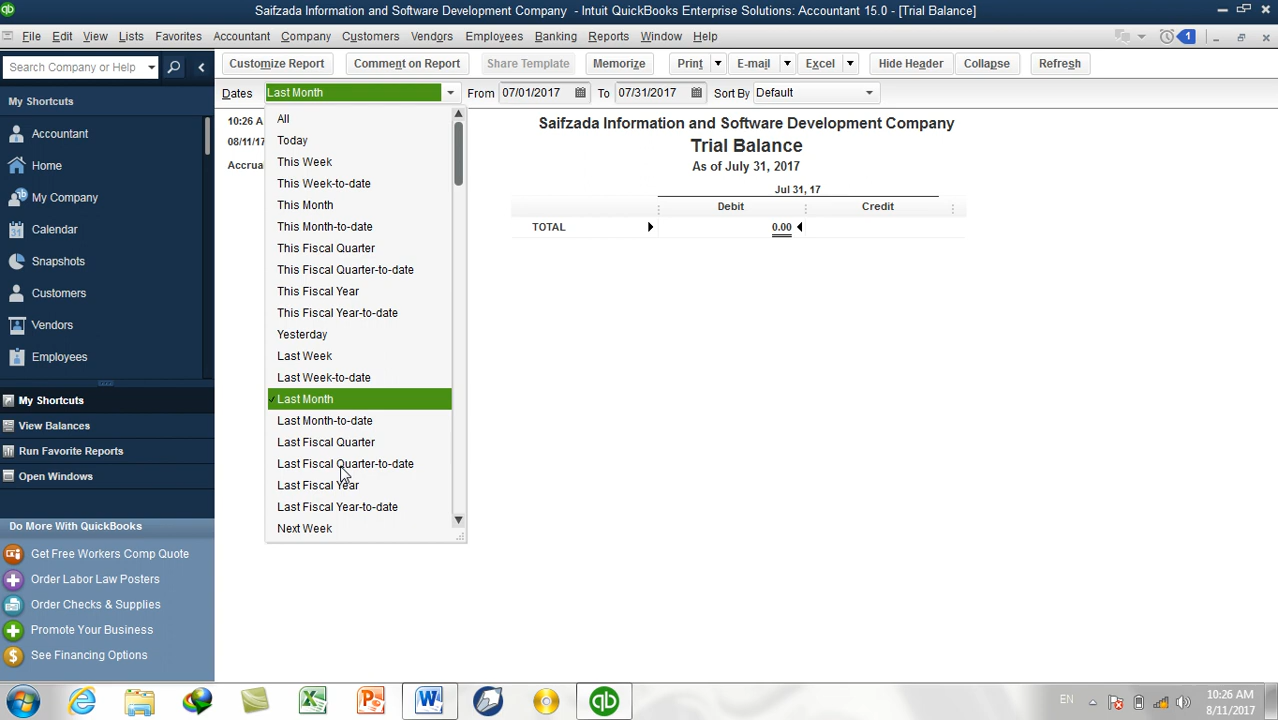 Saifzada Information and Software Development Company - Intuit QuickBooks Enterprise Solutions: Accountant 15.0 - [Trial Balance]
File Edit View Lists Favorites Accountant Company Customers Vendors Employees Banking Reports Window Help
1
Search Company or Help
Customize Report Comment on Report Share Template Memorize Print E-mail Excel Hide Header Collapse Refresh
Dates Last Month From 07/01/2017 To 07/31/2017 Sort By Default
My Shortcuts
Accountant
Home
My Company
Calendar
Snapshots
Customers
Vendors
Employees
My Shortcuts
View Balances
Run Favorite Reports
Open Windows
Do More With QuickBooks
Get Free Workers Comp Quote
Order Labor Law Posters
Order Checks & Supplies
Promote Your Business
See Financing Options
10:26 A
08/11/17
Accrua
All
Today
This Week
This Week-to-date
This Month
This Month-to-date
This Fiscal Quarter
This Fiscal Quarter-to-date
This Fiscal Year
This Fiscal Year-to-date
Yesterday
Last Week
Last Week-to-date
Last Month
Last Month-to-date
Last Fiscal Quarter
Last Fiscal Quarter-to-date
Last Fiscal Year
Last Fiscal Year-to-date
Next Week
Saifzada Information and Software Development Company
Trial Balance
As of July 31, 2017
Jul 31, 17
Debit Credit
TOTAL 0.00
EN
10:26 AM
8/11/2017